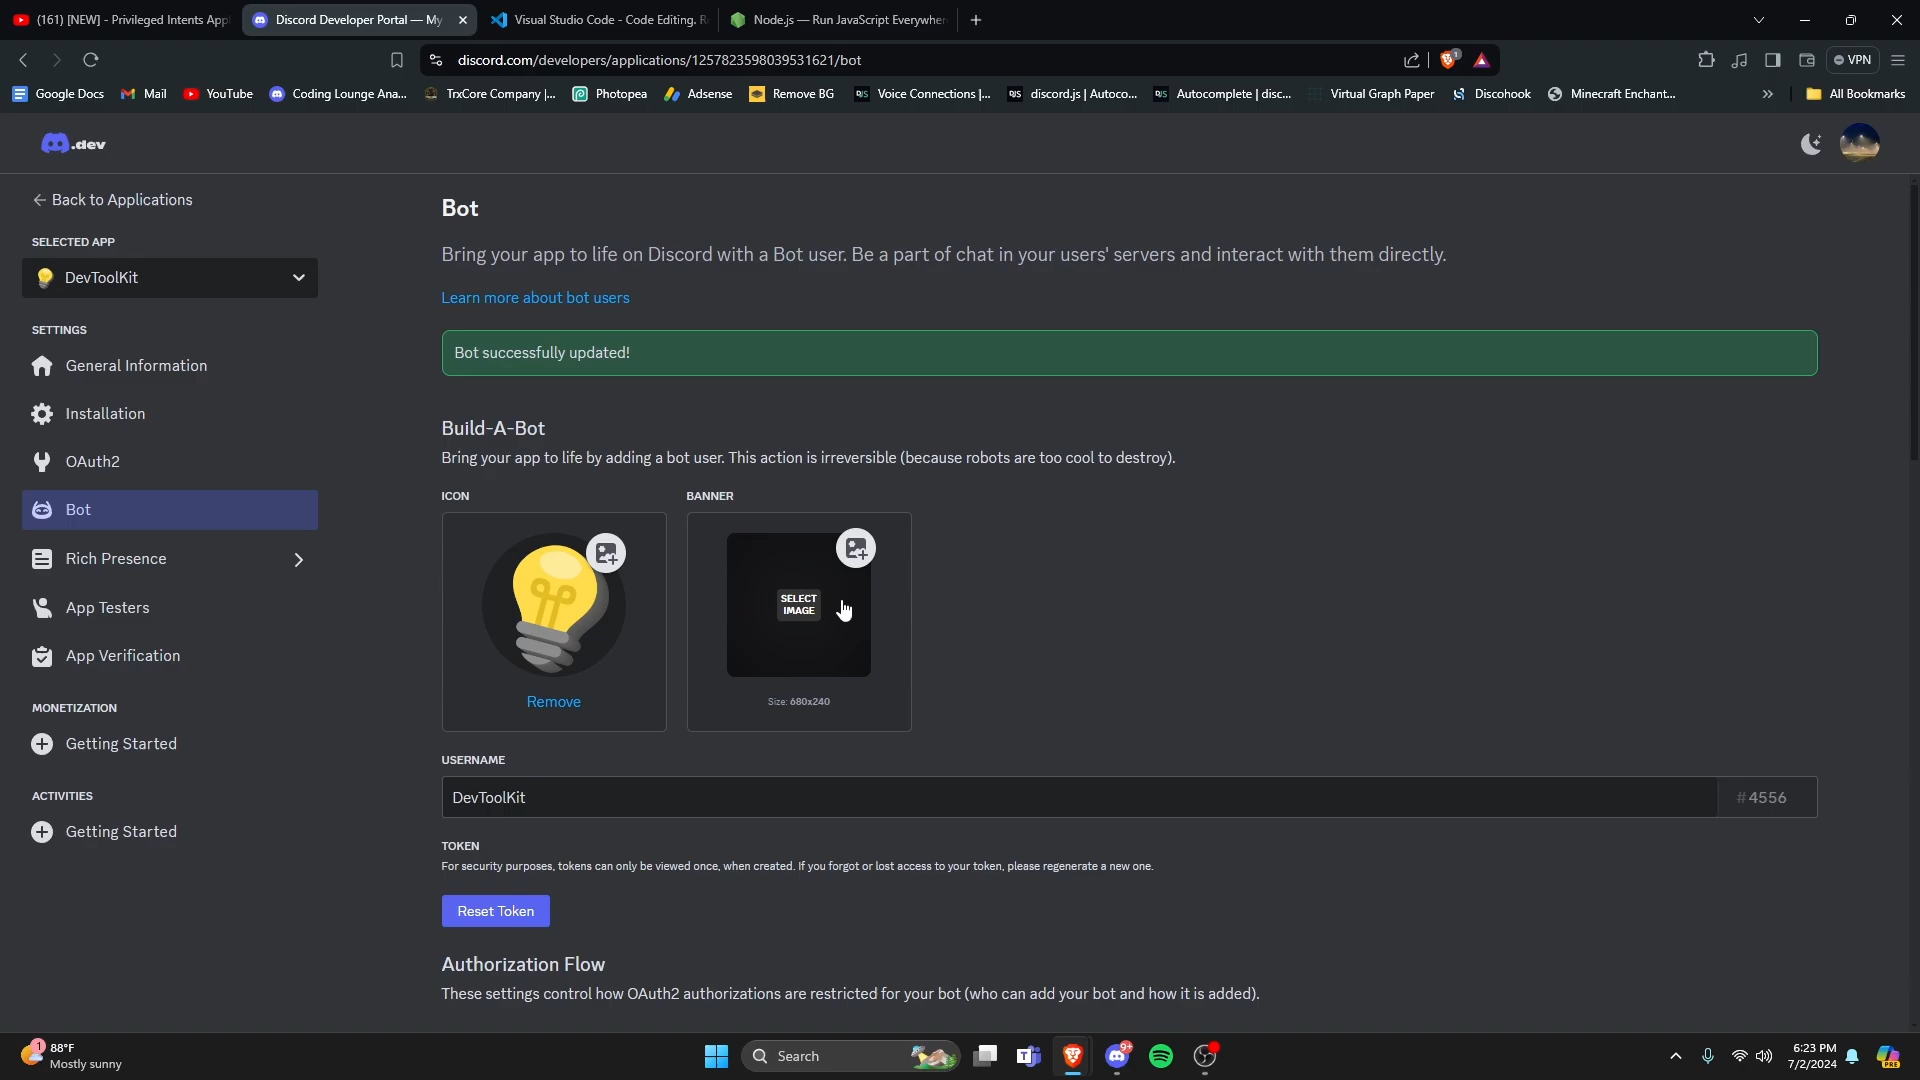 (161) [NEW] - Privileged Intents App
Discord Developer Portal — My
Visual Studio Code - Code Editing. R
Node.js — Run JavaScript Everywher
discord.com/developers/applications/1257823598039531621/bot
1
VPN
Google Docs
Mail
YouTube
Coding Lounge Ana...
TrxCore Company |...
Photopea
Adsense
Remove BG
Voice Connections |...
discord.js | Autoco...
Autocomplete | disc...
Virtual Graph Paper
Discohook
Minecraft Enchant...
All Bookmarks
.dev
Back to Applications
SELECTED APP
DevToolKit
SETTINGS
General Information
Installation
OAuth2
Bot
Rich Presence
App Testers
App Verification
MONETIZATION
Getting Started
ACTIVITIES
Getting Started
Bot
Bring your app to life on Discord with a Bot user. Be a part of chat in your users' servers and interact with them directly.
Learn more about bot users
Bot successfully updated!
Build-A-Bot
Bring your app to life by adding a bot user. This action is irreversible (because robots are too cool to destroy).
ICON
BANNER
SELECT
IMAGE
Remove
Size: 680x240
USERNAME
DevToolKit
#4556
TOKEN
For security purposes, tokens can only be viewed once, when created. If you forgot or lost access to your token, please regenerate a new one.
Reset Token
Authorization Flow
These settings control how OAuth2 authorizations are restricted for your bot (who can add your bot and how it is added).
1
88°F
Mostly sunny
Search
9+
6:23 PM
7/2/2024
PRE